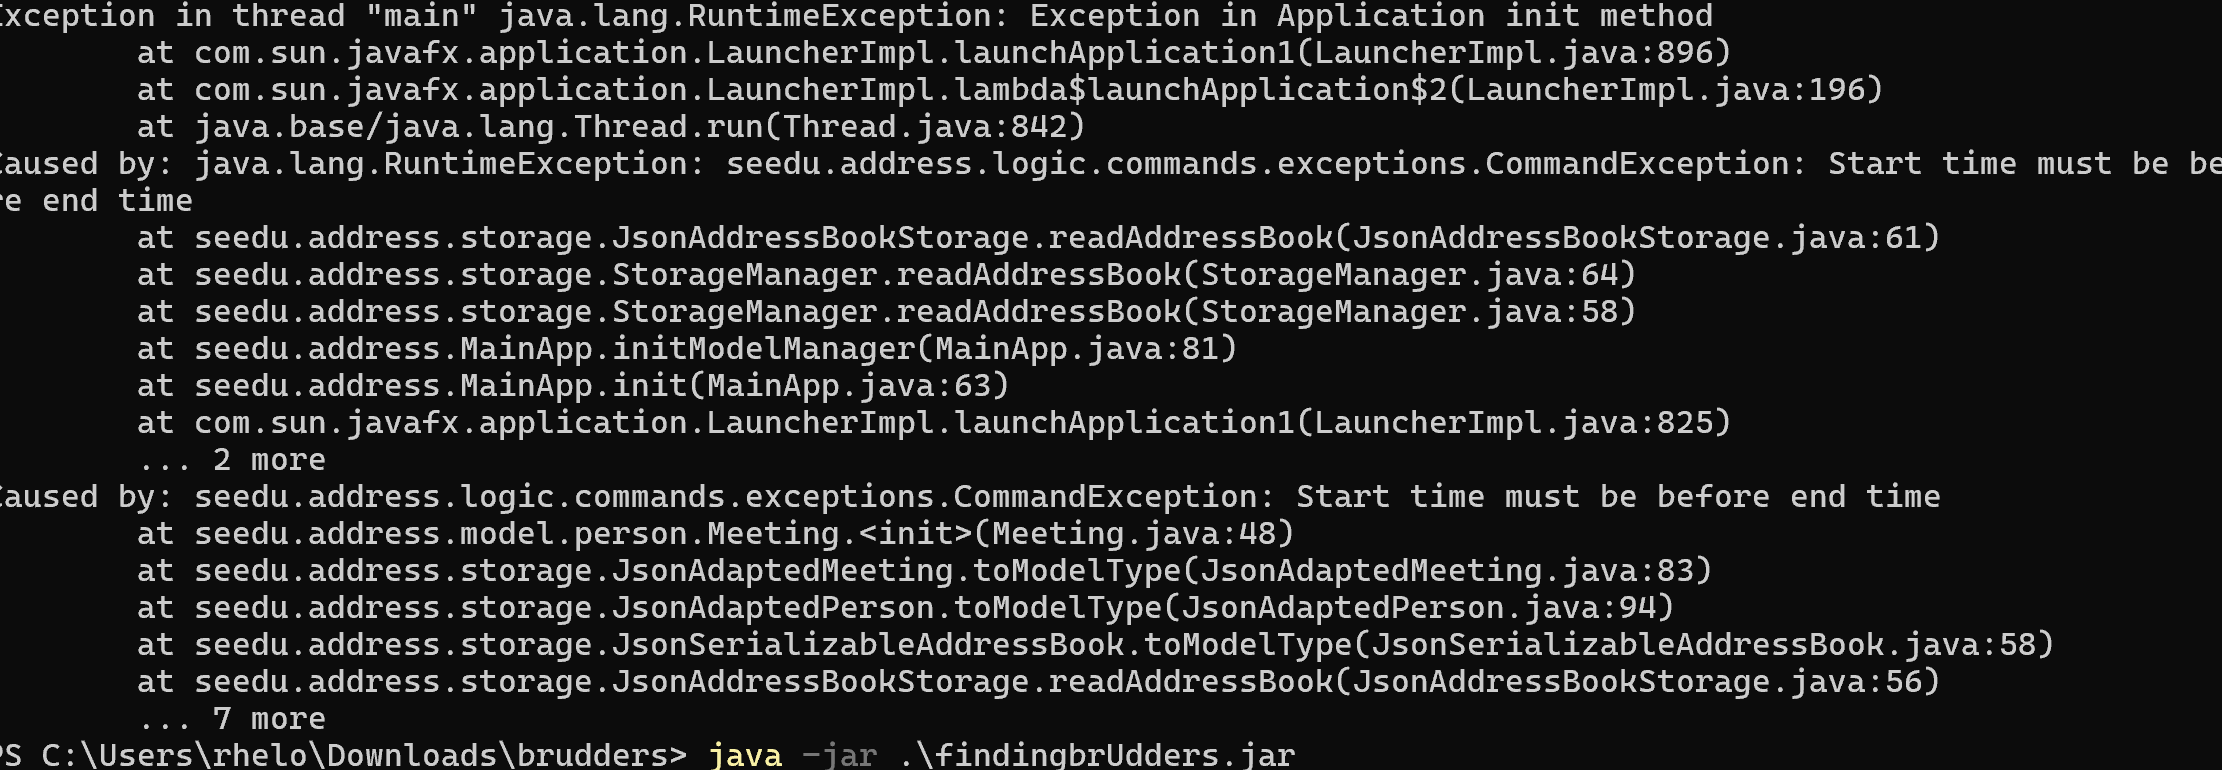 Exception in thread "main" java.lang.RuntimeException: Exception in Application init method
at com.sun.javafx.application.LauncherImpl.launchApplication1(LauncherImpl.java:896)
at com.sun.javafx.application.LauncherImpl.lambda$launchApplication$2(LauncherImpl.java:196)
at java.base/java.lang.Thread.run(Thread.java:842)
Caused by: java.lang.RuntimeException: seedu.address.logic.commands.exceptions.CommandException: Start time must be be
re end time
at seedu.address.storage.JsonAddressBookStorage.readAddressBook(JsonAddressBookStorage.java:61)
at seedu.address.storage.StorageManager.readAddressBook(StorageManager.java:64)
at seedu.address.storage.StorageManager.readAddressBook(StorageManager.java:58)
at seedu.address.MainApp.initModelManager(MainApp.java:81)
at seedu.address.MainApp.init(MainApp.java:63)
at com.sun.javafx.application.LauncherImpl.launchApplication1(LauncherImpl.java:825)
... 2 more
Caused by: seedu.address.logic.commands.exceptions.CommandException: Start time must be before end time
at seedu.address.model.person.Meeting.<init>(Meeting.java:48)
at seedu.address.storage.JsonAdaptedMeeting.toModelType(JsonAdaptedMeeting.java:83)
at seedu.address.storage.JsonAdaptedPerson.toModelType(JsonAdaptedPerson.java:94)
at seedu.address.storage.JsonSerializableAddressBook.toModelType(JsonSerializableAddressBook.java:58)
at seedu.address.storage.JsonAddressBookStorage.readAddressBook(JsonAddressBookStorage.java:56)
... 7 more
PS C:\Users\rhelo\Downloads\brudders> java -jar .\findingbrUdders.jar